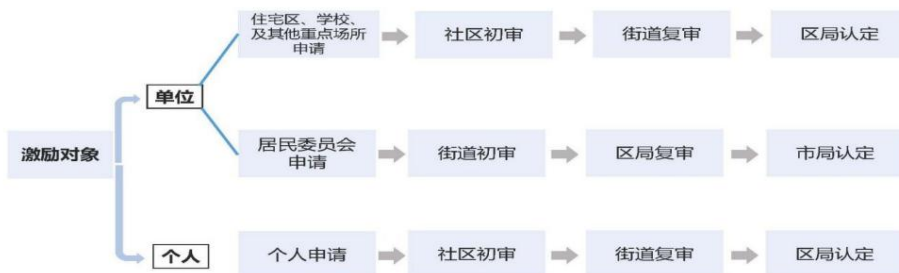 住宅区、学校、
及其他重点场所
申请
社区初审
街道复审
区局认定
单位
激励对象
居民委员会
申请
街道初审
区局复审
市局认定
个人
个人申请
社区初审
街道复审
区局认定